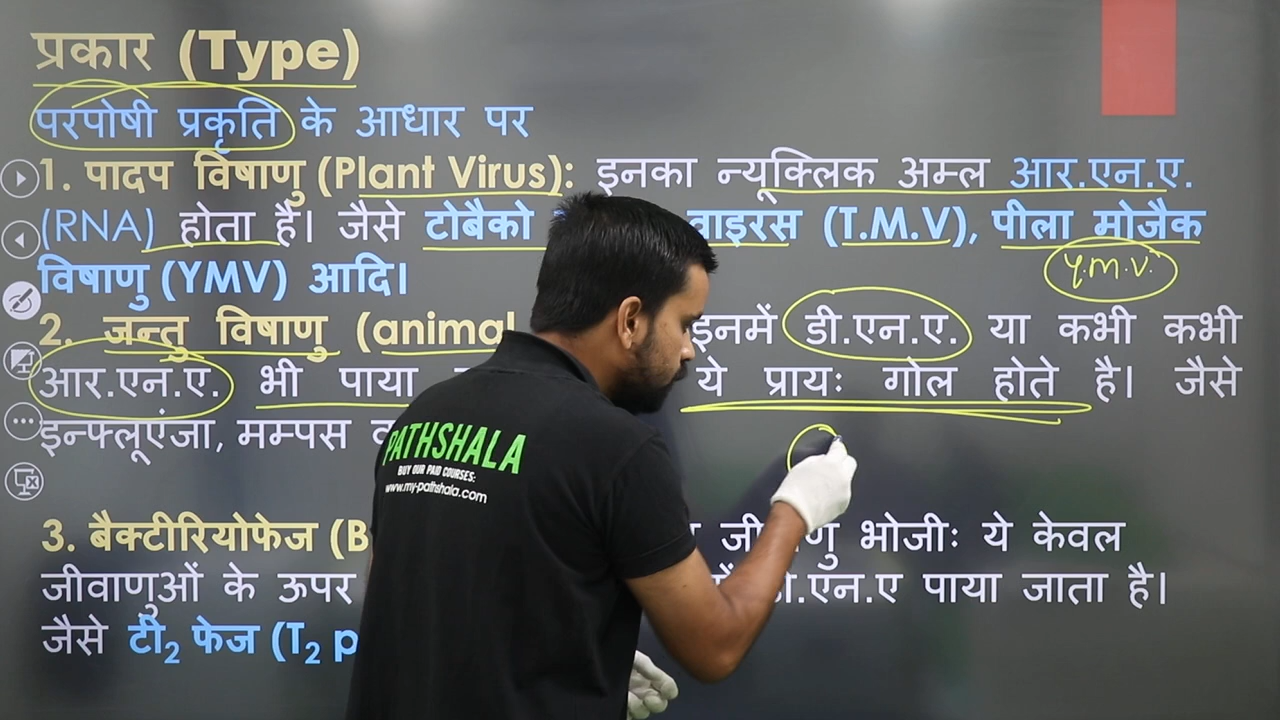 प्रकार (Type)
परपोषी प्रकृति के आधार पर
1. पादप विषाणु (Plant Virus): इनका न्यूक्लिक अम्ल आर.एन.ए.
(RNA) होता है। जैसे टोबैको वाइरस (T.M.V), पीला मोजैक
विषाणु (YMV) आदि।
Y.M.V.
2. जन्तु विषाणु (animal इनमें डी.एन.ए. या कभी कभी
आर.एन.ए. भी पाया ये प्रायः गोल होते है। जैसे
इन्फ्लूएंजा, मम्पस
3. बैक्टीरियोफेज (B भोजीः ये केवल
जीवाणुओं के ऊपर पाया जाता है।
जैसे टी2 फेज (T2 p
PATHSHALA
BUY OUR PAID COURSES:
www.my-pathshala.com